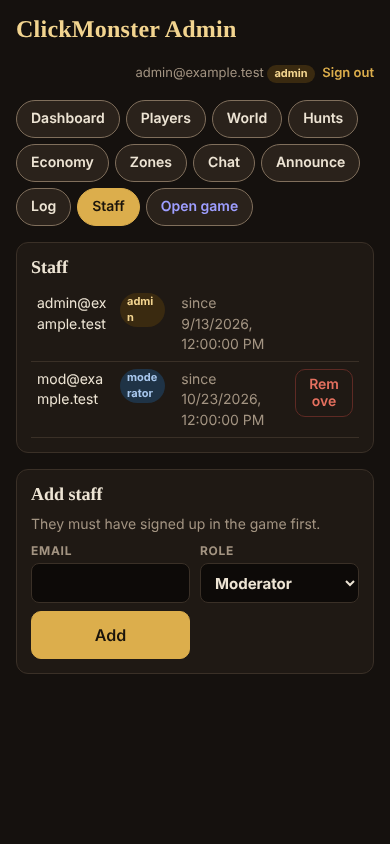 ClickMonster Admin
admin@example.test admin Sign out
Dashboard Players World Hunts
Economy Zones Chat Announce
Log Staff Open game
Staff
admin@ex
ample.test
admi
n
since
9/13/2026,
12:00:00 PM
mod@exa
mple.test
mode
rator
since
10/23/2026,
12:00:00 PM
Rem
ove
Add staff
They must have signed up in the game first.
EMAIL ROLE
Moderator
Add